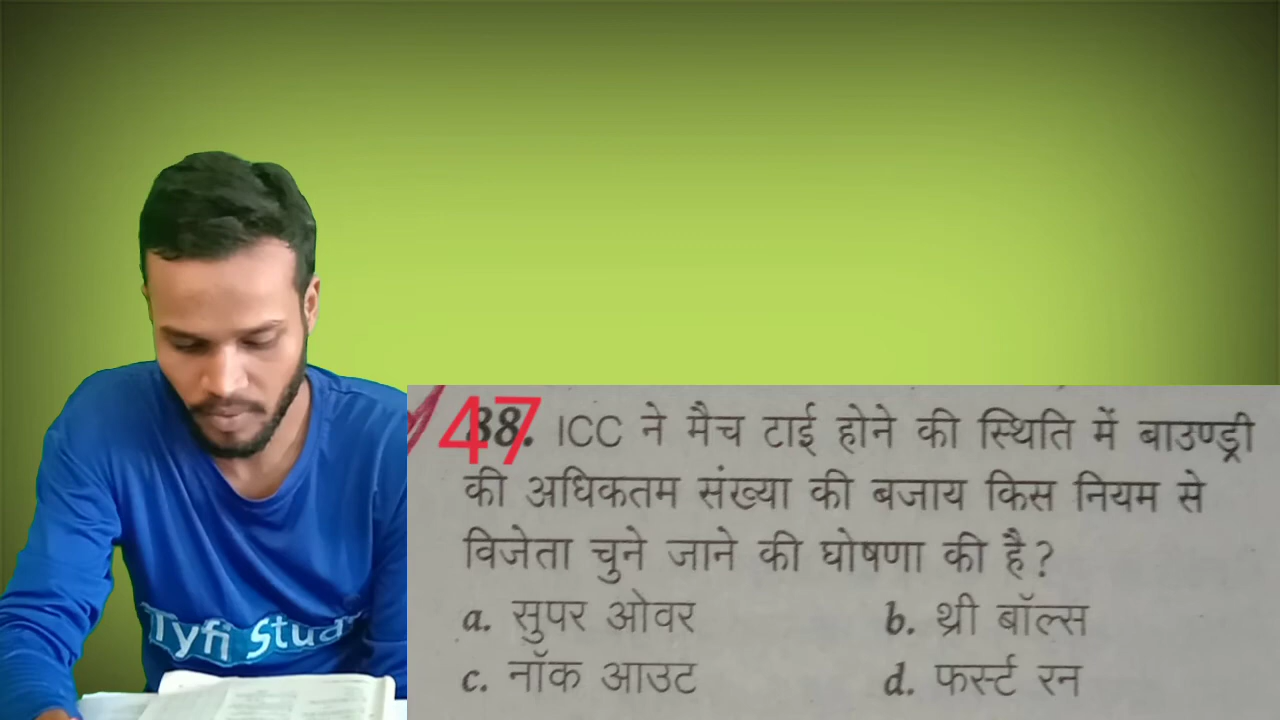 Tyfi Stud
47
38. ICC ने मैच टाई होने की स्थिति में बाउण्ड्री
की अधिकतम संख्या की बजाय किस नियम से
विजेता चुने जाने की घोषणा की है?
a. सुपर ओवर b. थ्री बॉल्स
c. नॉक आउट d. फर्स्ट रन